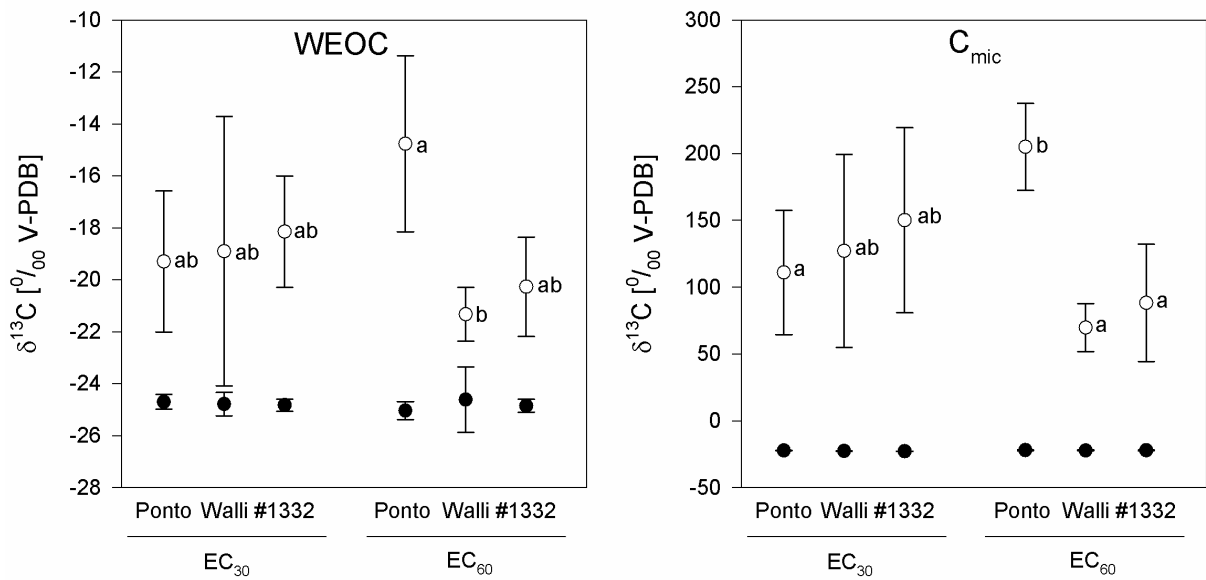 WEOC
δ¹³C [⁰/₀₀ V-PDB]
-10
-12
-14
-16
-18
-20
-22
-24
-26
-28
ab
ab
ab
a
b
ab
Ponto Walli #1332 Ponto Walli #1332
EC₃₀ EC₆₀
C_mic
δ¹³C [⁰/₀₀ V-PDB]
300
250
200
150
100
50
0
-50
a
ab
ab
b
a
a
Ponto Walli #1332 Ponto Walli #1332
EC₃₀ EC₆₀